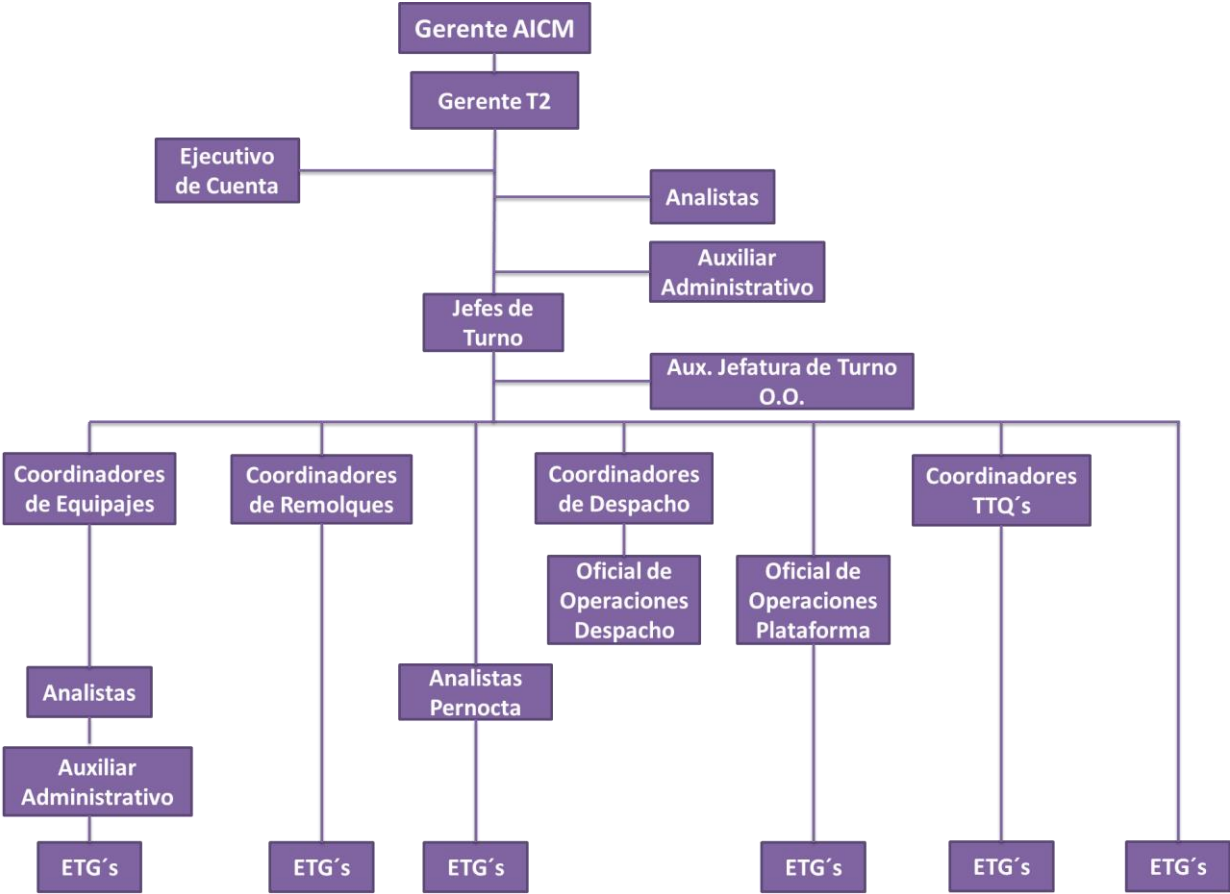 Gerente AICM
Gerente T2
Ejecutivo
de Cuenta
Analistas
Auxiliar
Administrativo
Jefes de
Turno
Aux. Jefatura de Turno
O.O.
Coordinadores
de Equipajes
Coordinadores
de Remolques
Coordinadores
de Despacho
Coordinadores
TTQ´s
Oficial de
Operaciones
Despacho
Oficial de
Operaciones
Plataforma
Analistas
Analistas
Pernocta
Auxiliar
Administrativo
ETG´s
ETG´s
ETG´s
ETG´s
ETG´s
ETG´s